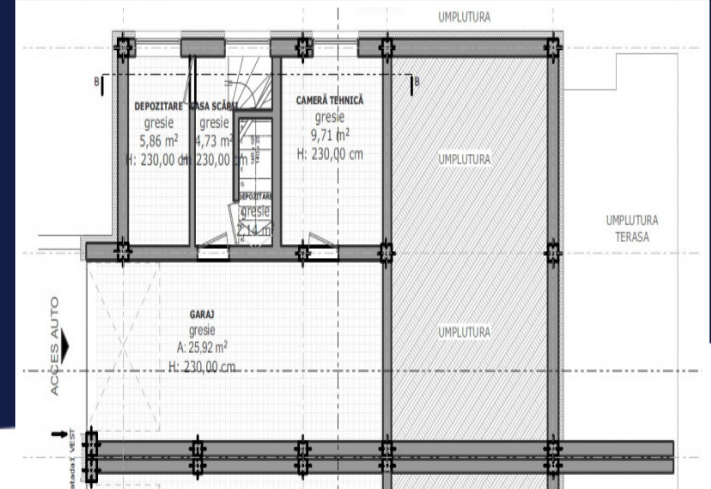 UMPLUTURA
B
B
DEPOZITARE
gresie
5,86 m²
H: 230,00 cm
CASA SCĂRII
gresie
4,73 m²
H: 230,00 cm
CAMERĂ TEHNICĂ
gresie
9,71 m²
H: 230,00 cm
UMPLUTURA
DEPOZITARE
gresie
2,14 m²
UMPLUTURA
TERASA
ACCES AUTO
GARAJ
gresie
A: 25,92 m²
H: 230,00 cm
UMPLUTURA
VEST